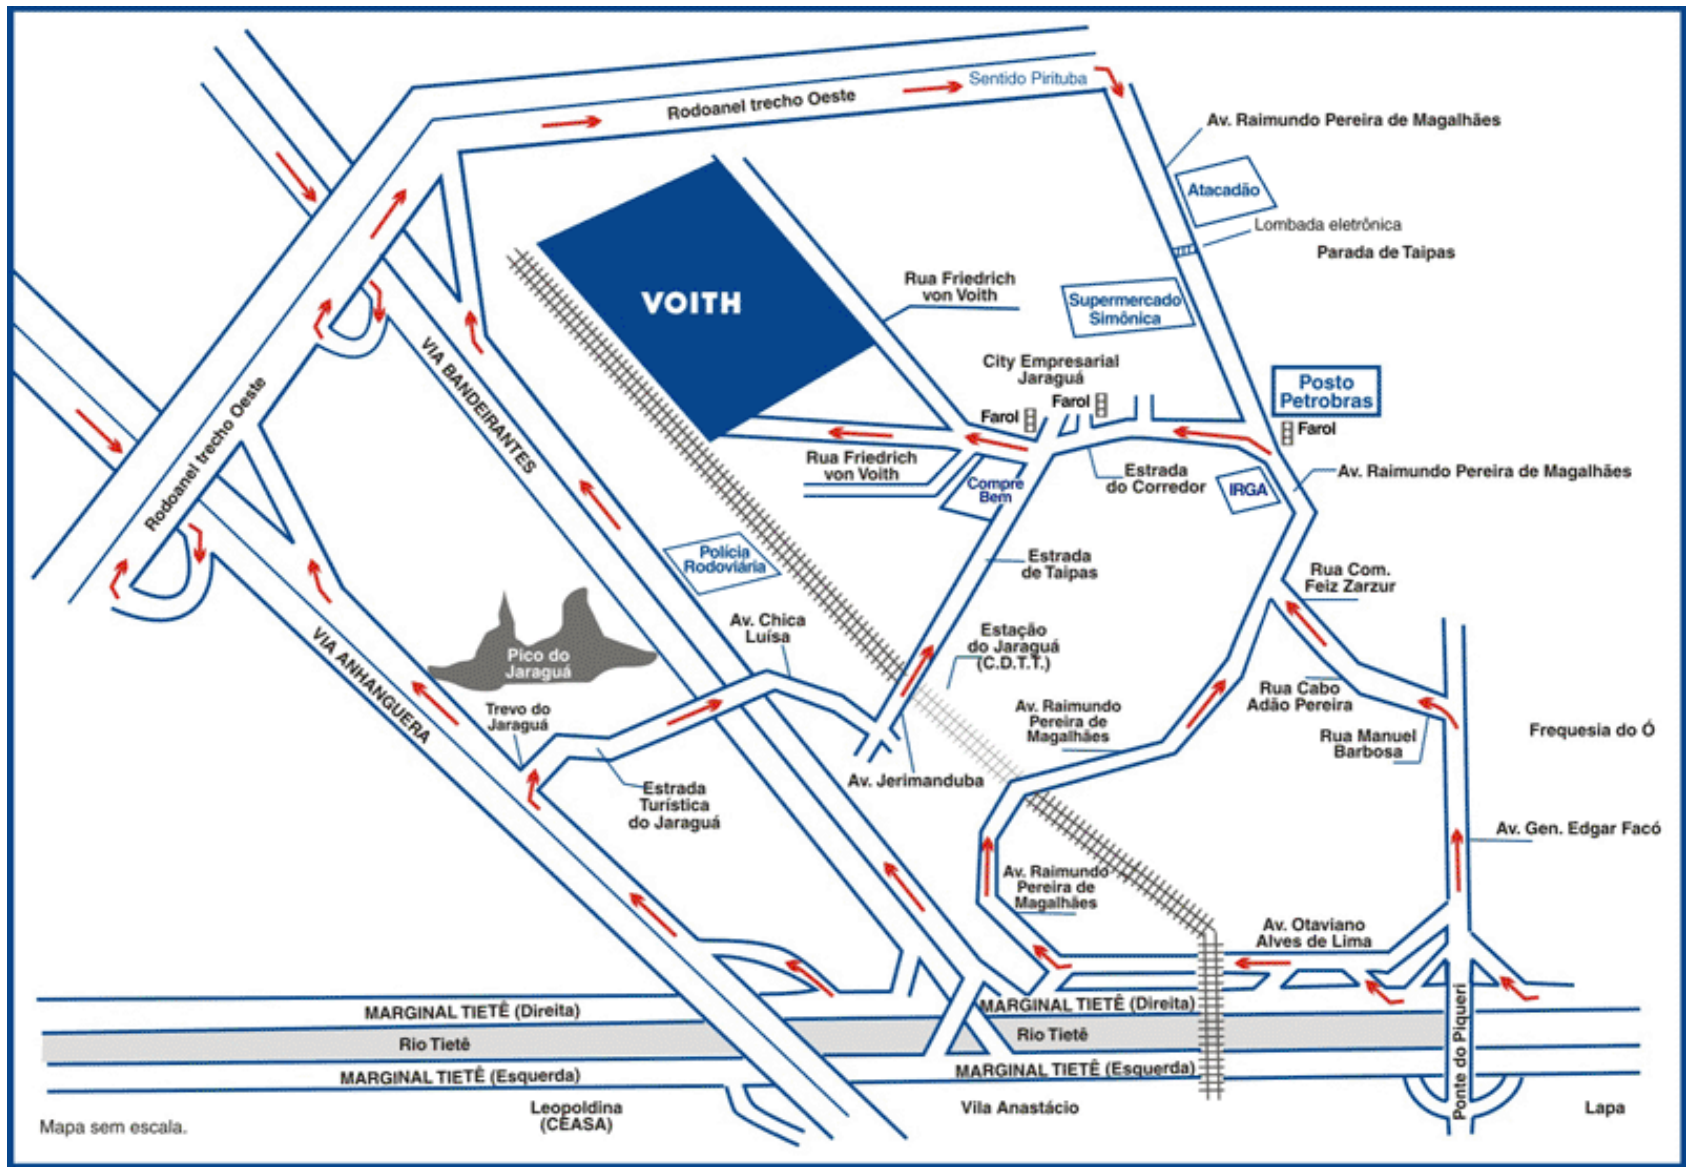 Sentido Pirituba
Rodoanel trecho Oeste
Av. Raimundo Pereira de Magalhães
Atacadão
Lombada eletrônica
Parada de Taipas
Rua Friedrich
von Voith
VOITH
Supermercado
Simônica
City Empresarial
Jaraguá
Posto
Petrobras
Farol
Farol
Farol
VIA BANDEIRANTES
Rodoanel trecho Oeste
Rua Friedrich
von Voith
Compre
Bem
Estrada
do Corredor
IRGA
Av. Raimundo Pereira de Magalhães
Polícia
Rodoviária
Estrada
de Taipas
Rua Com.
Feiz Zarzur
Av. Chica
Luísa
Estação
do Jaraguá
(C.D.T.T.)
Pico do
Jaraguá
VIA ANHANGUERA
Trevo do
Jaraguá
Rua Cabo
Adão Pereira
Av. Raimundo
Pereira de
Magalhães
Rua Manuel
Barbosa
Frequesia do Ó
Av. Jerimanduba
Estrada
Turística
do Jaraguá
Av. Gen. Edgar Facó
Av. Raimundo
Pereira de
Magalhães
Av. Otaviano
Alves de Lima
MARGINAL TIETÊ (Direita)
MARGINAL TIETÊ (Direita)
Rio Tietê
Rio Tietê
MARGINAL TIETÊ (Esquerda)
MARGINAL TIETÊ (Esquerda)
Ponte do Piqueri
Leopoldina
(CEASA)
Vila Anastácio
Lapa
Mapa sem escala.